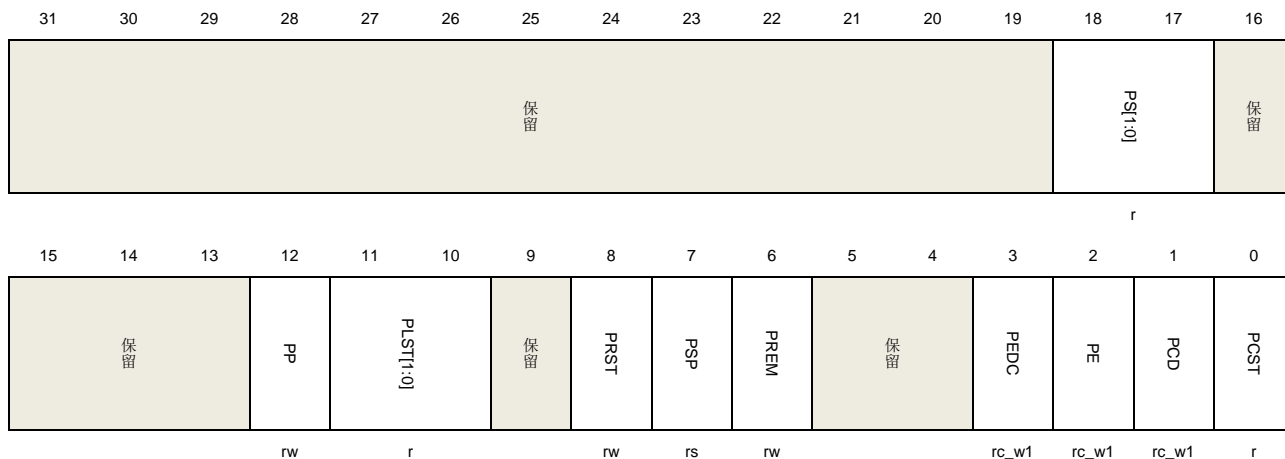 31 30 29 28 27 26 25 24 23 22 21 20 19 18 17 16
保留 PS[1:0] 保留
r
15 14 13 12 11 10 9 8 7 6 5 4 3 2 1 0
保留 PP PLST[1:0] 保留 PRST PSP PREM 保留 PEDC PE PCD PCST
rw r rw rs rw rc_w1 rc_w1 rc_w1 r